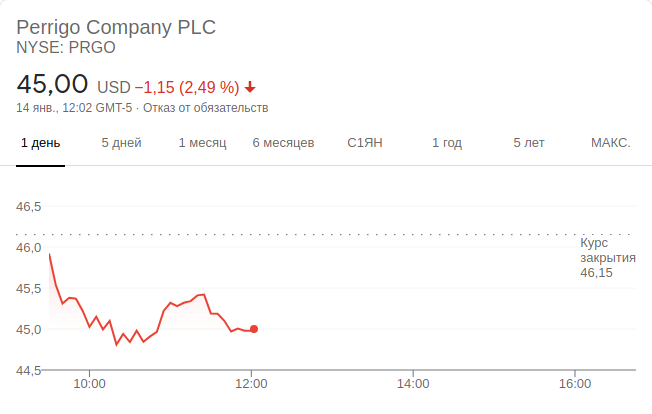 Perrigo Company PLC
NYSE: PRGO
45,00 USD −1,15 (2,49 %)
14 янв., 12:02 GMT-5 · Отказ от обязательств
1 день 5 дней 1 месяц 6 месяцев С1ЯН 1 год 5 лет МАКС.
46,5
46,0
45,5
45,0
44,5
Курс
закрытия
46,15
10:00 12:00 14:00 16:00